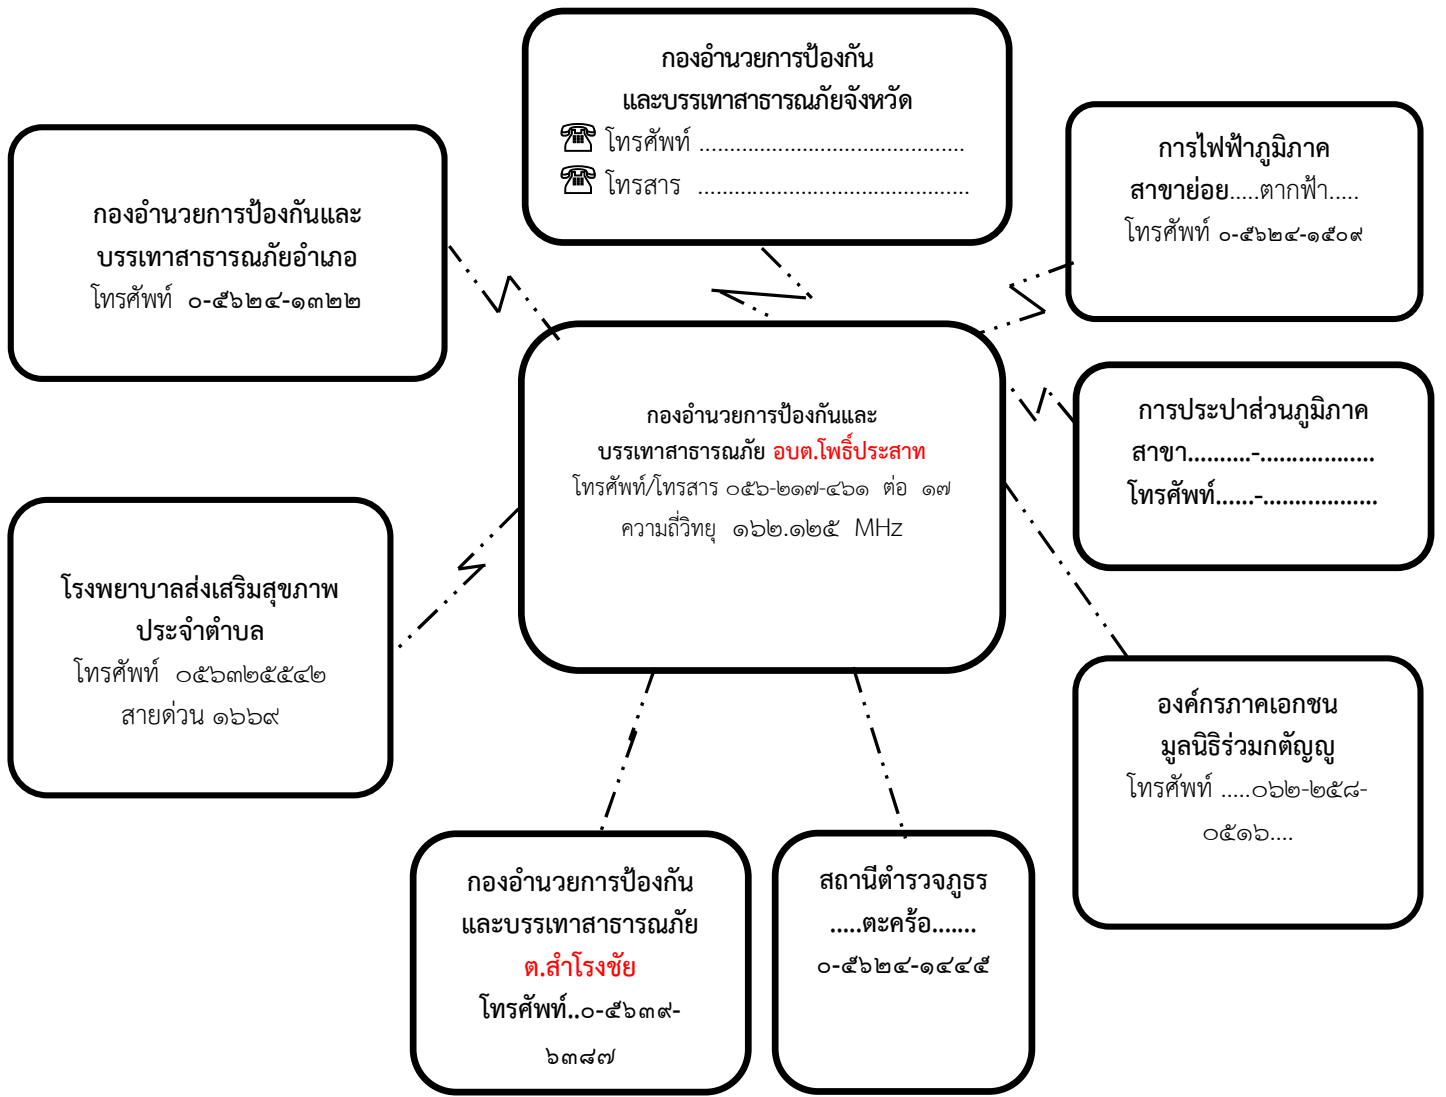 กองอำนวยการป้องกัน
และบรรเทาสาธารณภัยจังหวัด
☎ โทรศัพท์ ...........................................
☎ โทรสาร ............................................
กองอำนวยการป้องกันและ
บรรเทาสาธารณภัยอำเภอ
โทรศัพท์ ๐-๕๖๒๔-๑๓๒๒
การไฟฟ้าภูมิภาค
สาขาย่อย.....ตากฟ้า.....
โทรศัพท์ ๐-๕๖๒๔-๑๕๐๙
กองอำนวยการป้องกันและ
บรรเทาสาธารณภัย อบต.โพธิ์ประสาท
โทรศัพท์/โทรสาร ๐๕๖-๒๑๗-๔๖๑ ต่อ ๑๗
ความถี่วิทยุ ๑๖๒.๑๒๕ MHz
การประปาส่วนภูมิภาค
สาขา..........-..................
โทรศัพท์......-..................
โรงพยาบาลส่งเสริมสุขภาพ
ประจำตำบล
โทรศัพท์ ๐๕๖๓๒๕๕๔๒
สายด่วน ๑๖๖๙
องค์กรภาคเอกชน
มูลนิธิร่วมกตัญญู
โทรศัพท์ .....๐๖๒-๒๕๘-
๐๕๑๖....
กองอำนวยการป้องกัน
และบรรเทาสาธารณภัย
ต.สำโรงชัย
โทรศัพท์..๐-๕๖๓๙-
๖๓๘๗
สถานีตำรวจภูธร
.....ตะคร้อ.......
๐-๕๖๒๔-๑๔๔๕